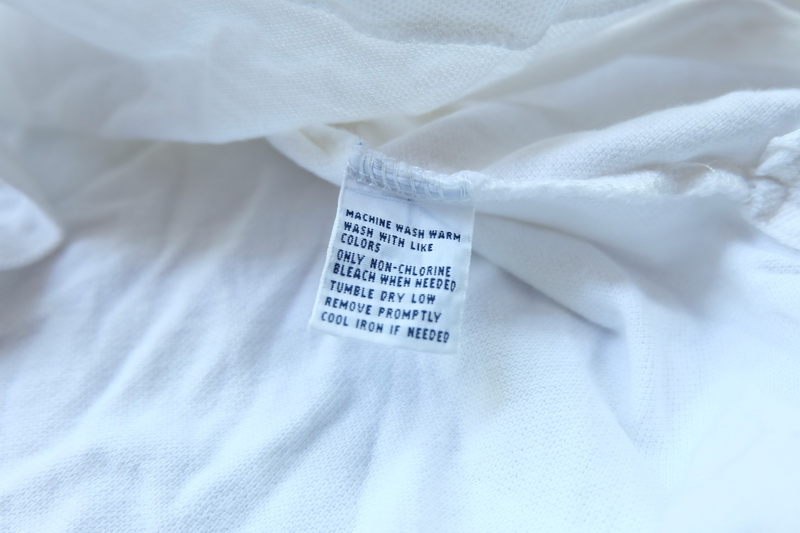 MACHINE WASH WARM
WASH WITH LIKE
COLORS
ONLY NON-CHLORINE
BLEACH WHEN NEEDED
TUMBLE DRY LOW
REMOVE PROMPTLY
COOL IRON IF NEEDED